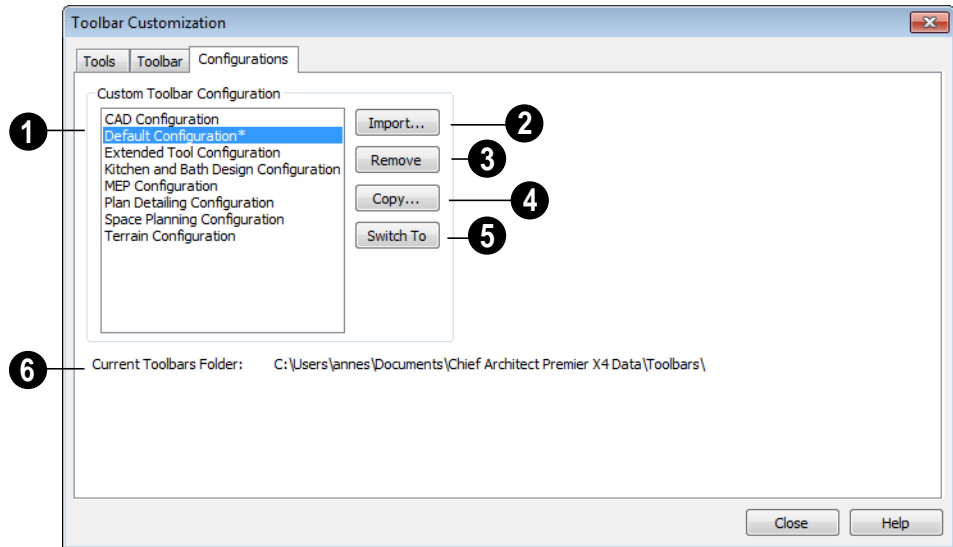 Toolbar Customization
Tools Toolbar Configurations
Custom Toolbar Configuration
1
CAD Configuration
Default Configuration*
Extended Tool Configuration
Kitchen and Bath Design Configuration
MEP Configuration
Plan Detailing Configuration
Space Planning Configuration
Terrain Configuration
Import... 2
Remove 3
Copy... 4
Switch To 5
6 Current Toolbars Folder: C:\Users\annes\Documents\Chief Architect Premier X4 Data\Toolbars\
Close Help